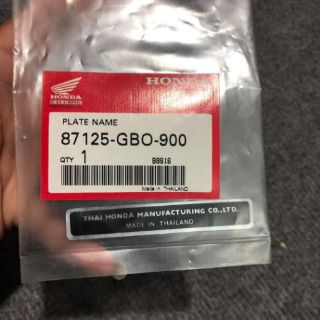 HONDA
HONDA
PLATE NAME
87125-GBO-900
QTY 1
BBS16
Made in THAILAND
THAI HONDA MANUFACTURING CO.,LTD.
MADE IN THAILAND